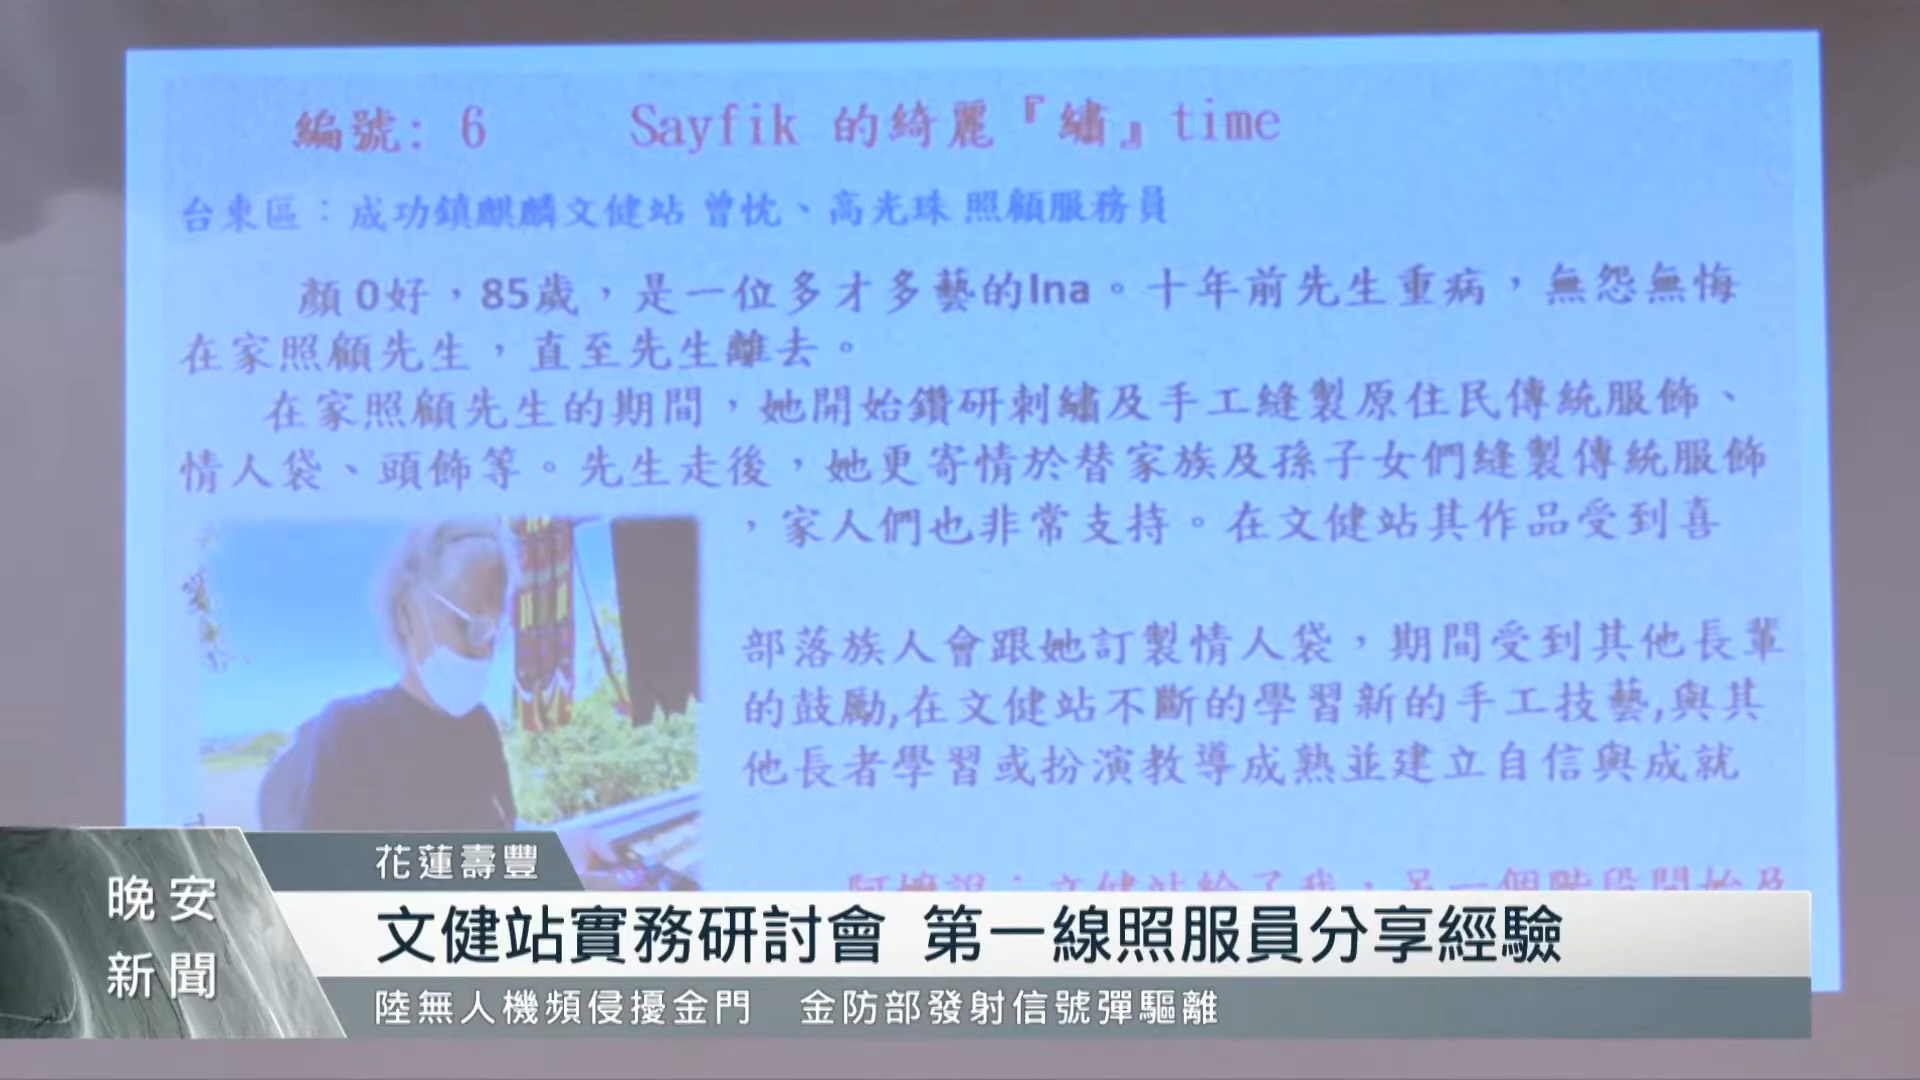 編號: 6 Sayfik 的綺麗『繡』time
台東區：成功鎮麒麟文健站 曾忱、高光珠 照顧服務員
顏0好，85歲，是一位多才多藝的Ina。十年前先生重病，無怨無悔
在家照顧先生，直至先生離去。
在家照顧先生的期間，她開始鑽研刺繡及手工縫製原住民傳統服飾、
情人袋、頭飾等。先生走後，她更寄情於替家族及孫子女們縫製傳統服飾
，家人們也非常支持。在文健站其作品受到喜
部落族人會跟她訂製情人袋，期間受到其他長輩
的鼓勵,在文健站不斷的學習新的手工技藝,與其
他長者學習或扮演教導成熟並建立自信與成就
花蓮壽豐
晚安
新聞
文健站實務研討會 第一線照服員分享經驗
陸無人機頻侵擾金門 金防部發射信號彈驅離